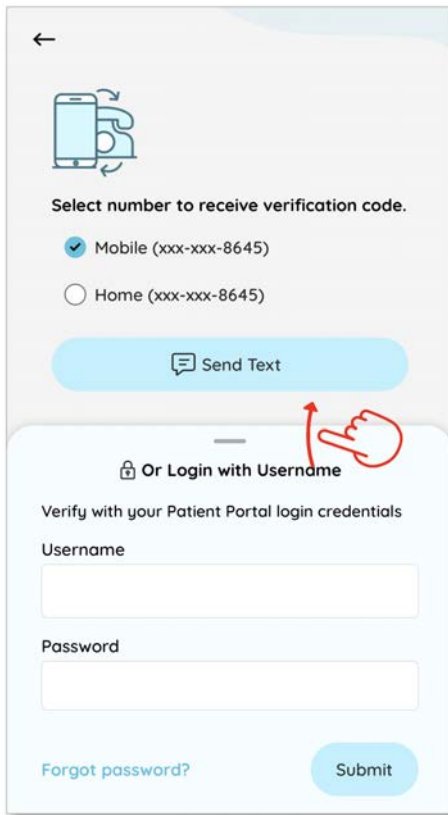 Select number to receive verification code.
Mobile (xxx-xxx-8645)
Home (xxx-xxx-8645)
Send Text
Or Login with Username
Verify with your Patient Portal login credentials
Username
Password
Forgot password?
Submit